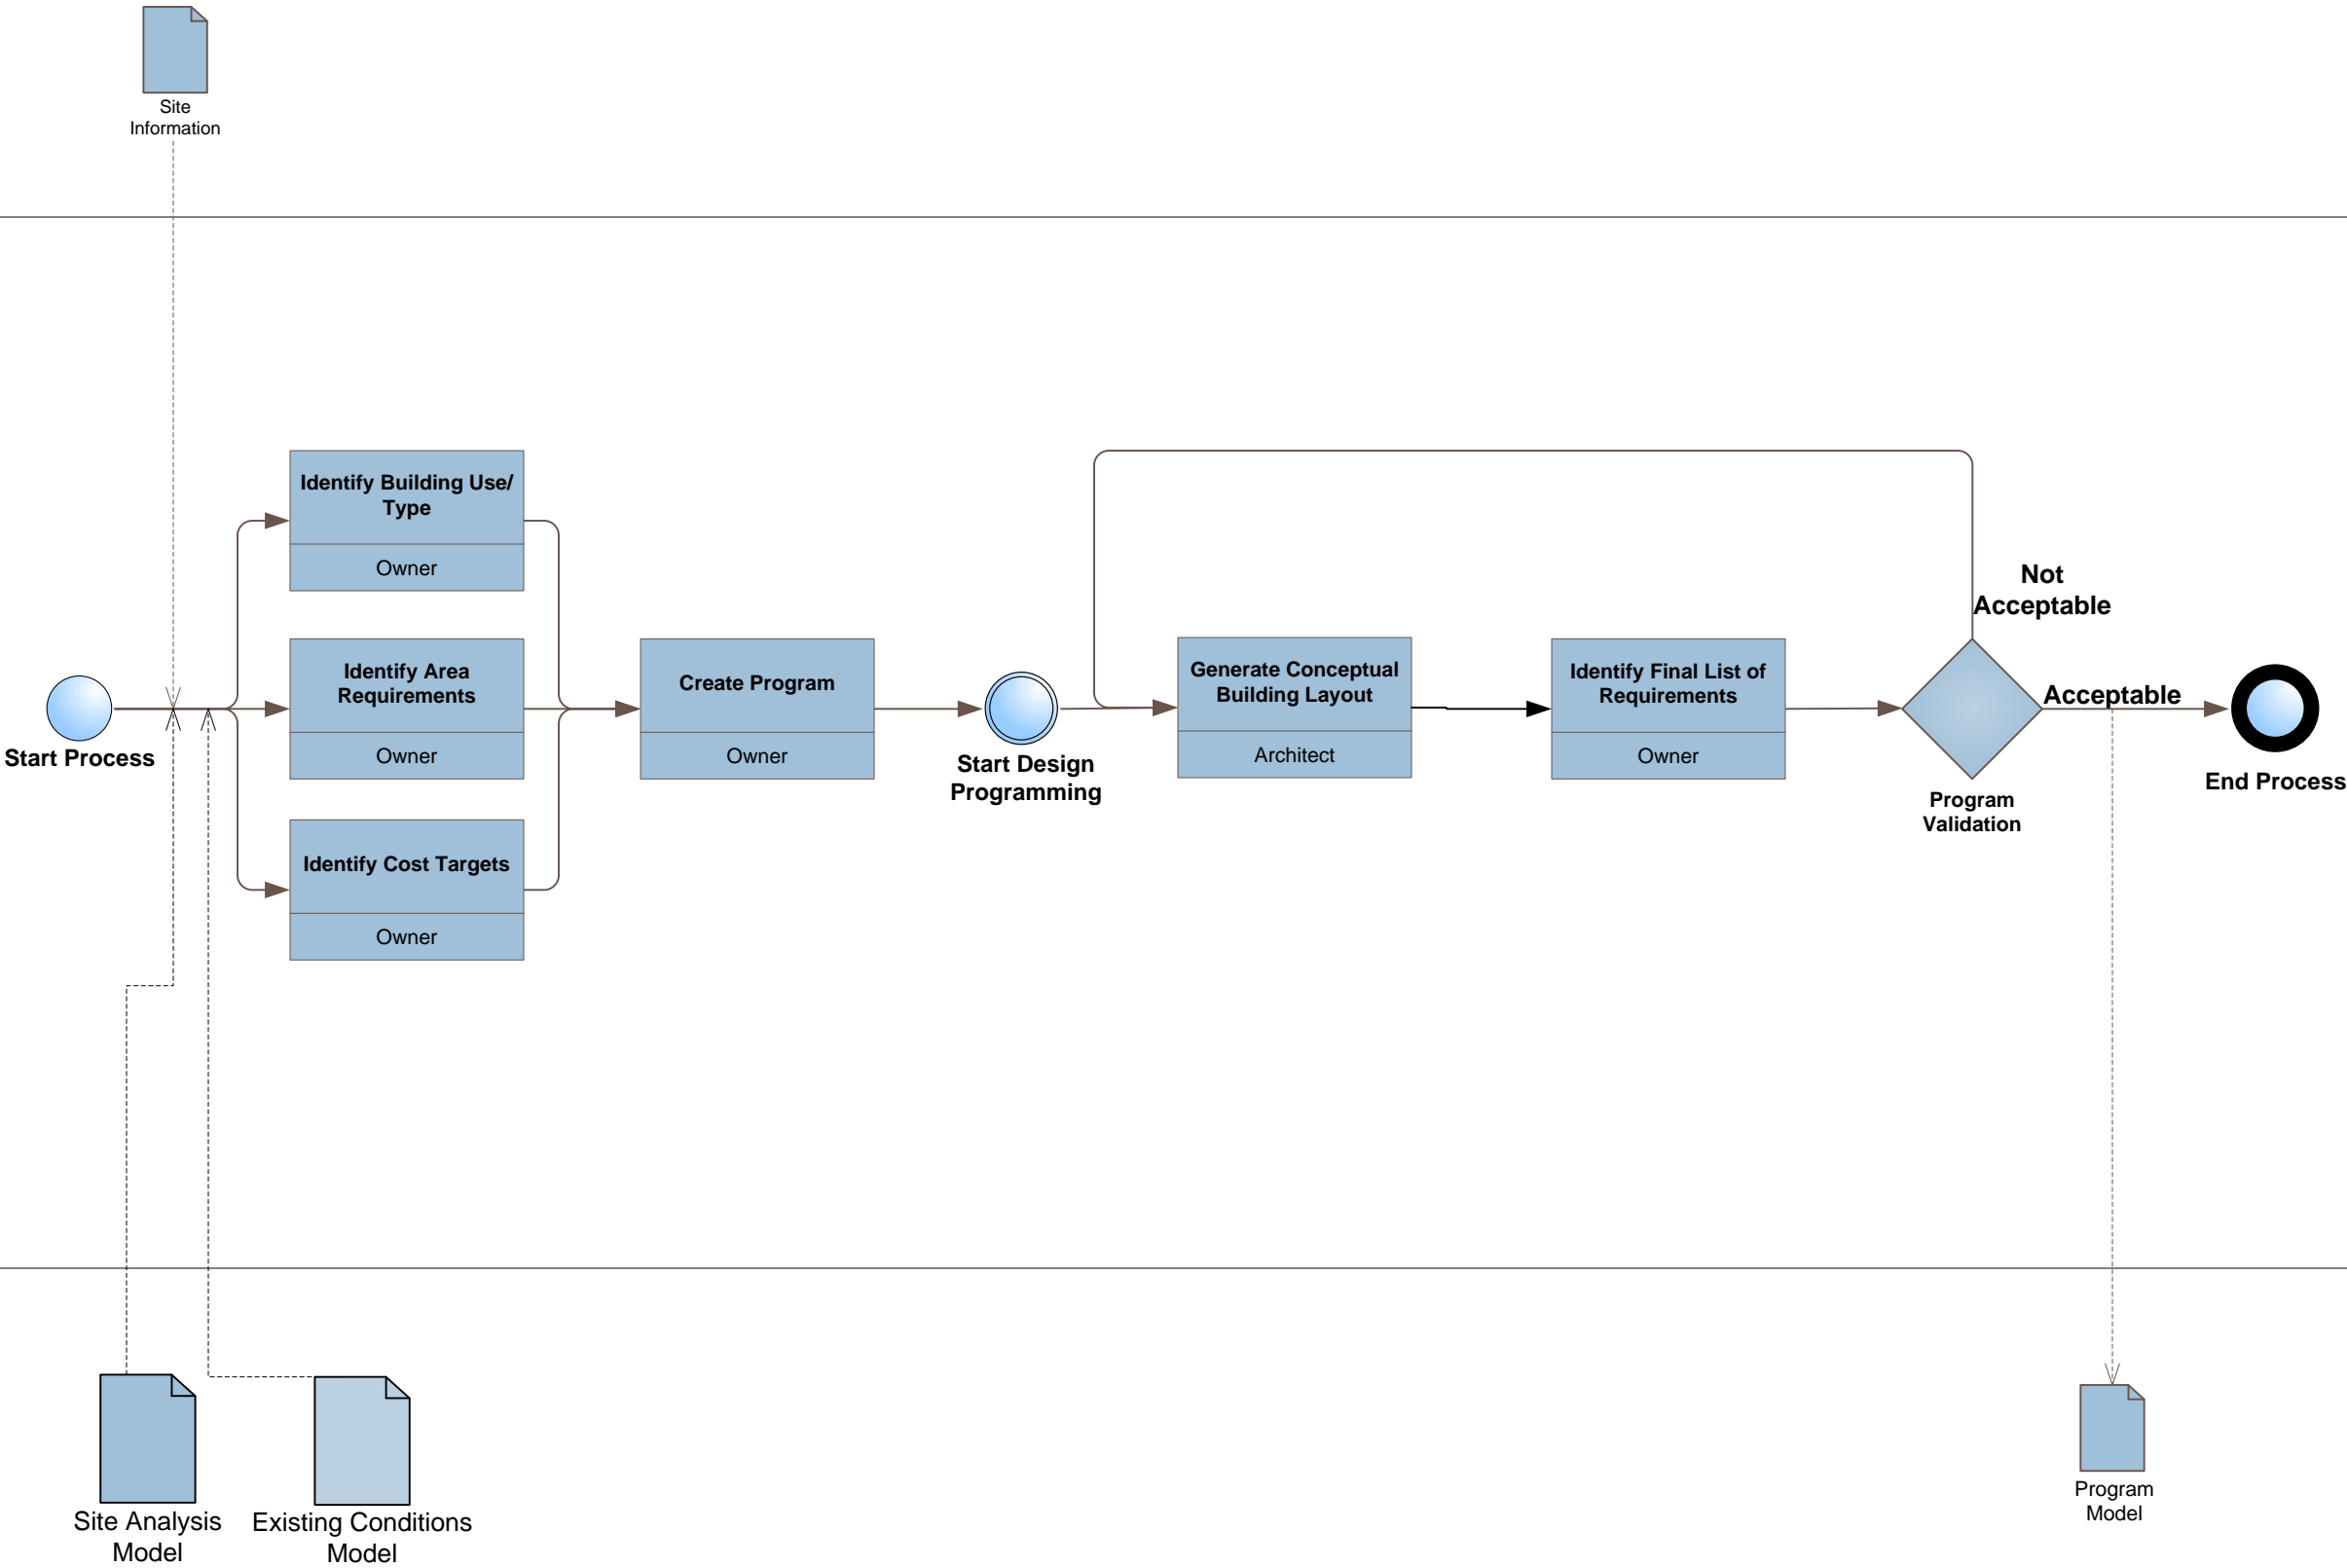 Site
Information
Identify Building Use/
Type
Owner
Not
Acceptable
Identify Area
Requirements
Owner
Create Program
Owner
Generate Conceptual
Building Layout
Architect
Identify Final List of
Requirements
Owner
Acceptable
Start Process
Start Design
Programming
Program
Validation
End Process
Identify Cost Targets
Owner
Site Analysis
Model
Existing Conditions
Model
Program
Model